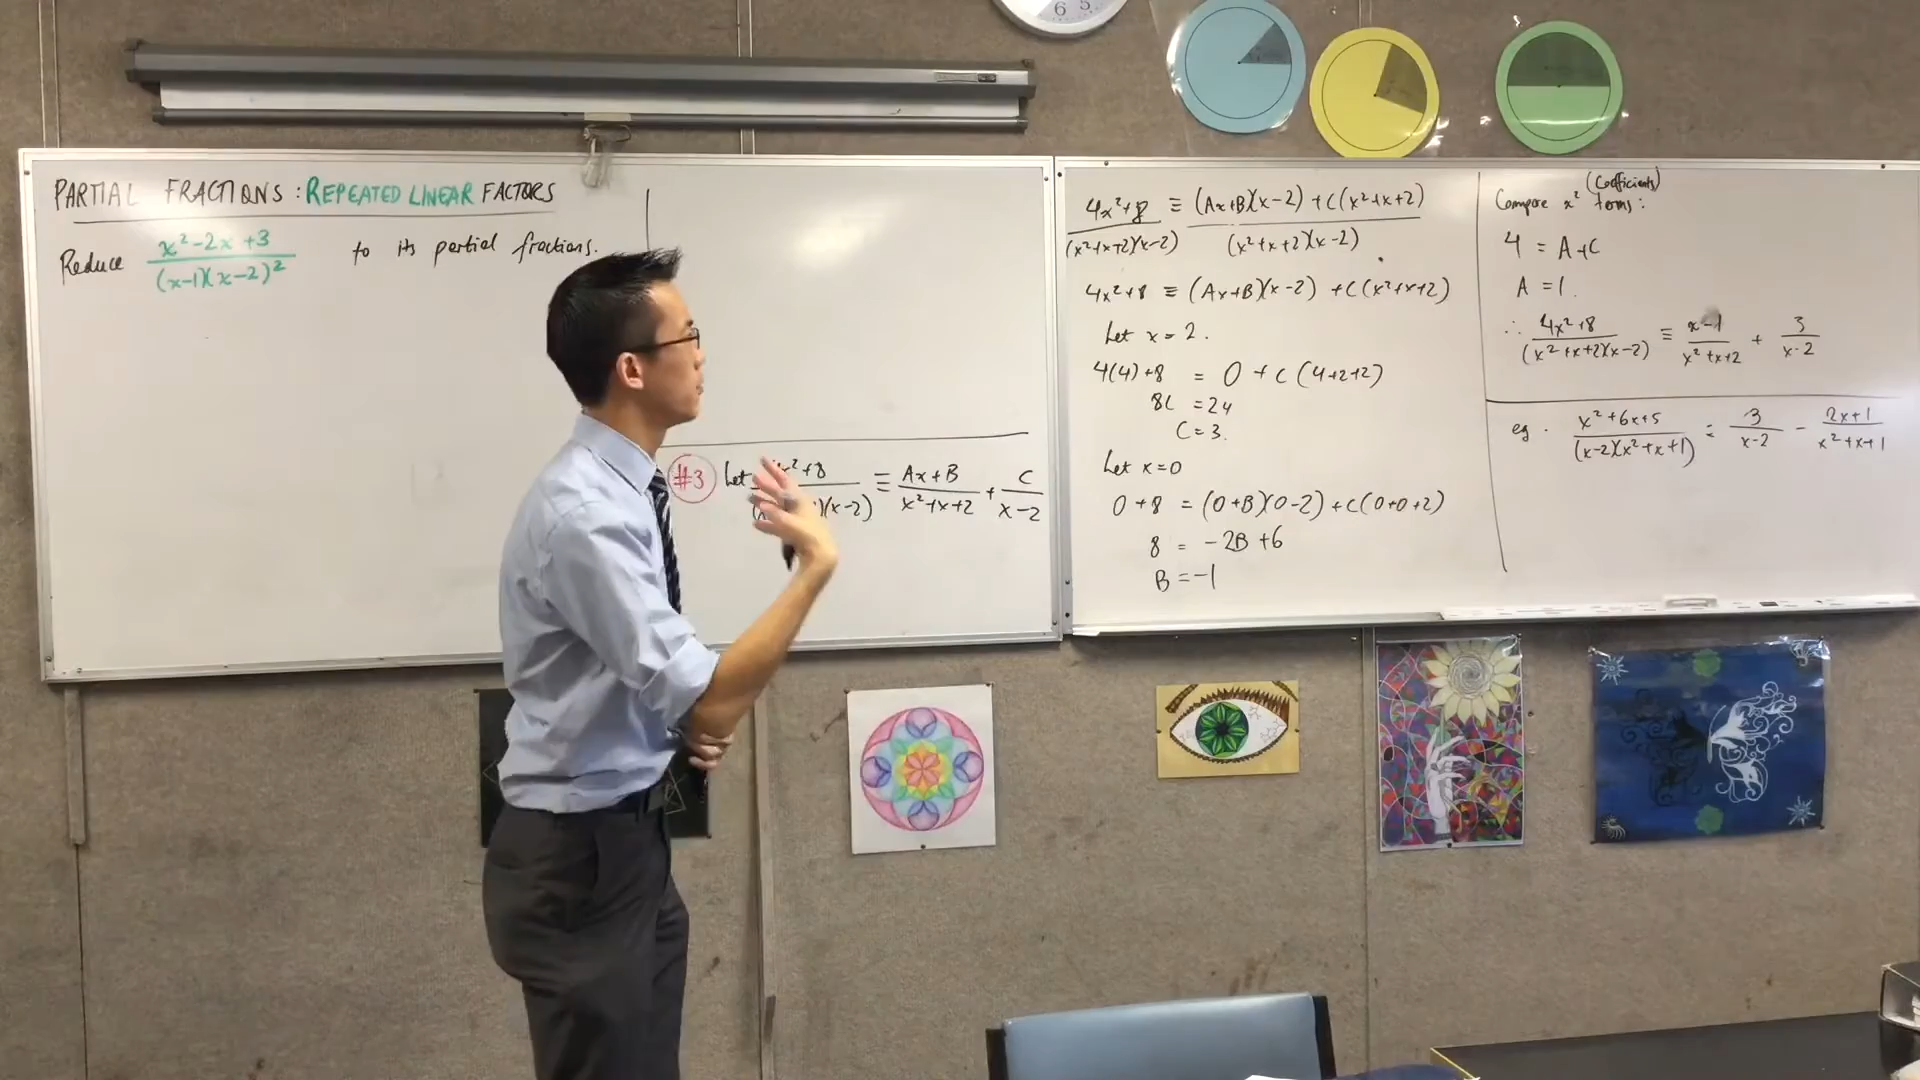 6 5
PARTIAL FRACTIONS : REPEATED LINEAR FACTORS
Reduce (x²-2x+3)/((x-1)(x-2)²) to its partial fractions.
#3 Let x²+8 / (x-2) ≡ (Ax+B)/(x²+x+2) + C/(x-2)
(4x²+8)/((x²+x+2)(x-2)) ≡ ((Ax+B)(x-2)+C(x²+x+2))/((x²+x+2)(x-2))
4x²+8 ≡ (Ax+B)(x-2) + C(x²+x+2)
Let x=2.
4(4)+8 = 0 + C(4+2+2)
8C = 24
C=3.
Let x=0
0+8 = (0+B)(0-2)+C(0+0+2)
8 = -2B+6
B=-1
(Coefficients)
Compare x² terms:
4 = A+C
A = 1.
∴ (4x²+8)/((x²+x+2)(x-2)) ≡ (x-1)/(x²+x+2) + 3/(x-2)
eg. (x²+6x+5)/((x-2)(x²+x+1)) = 3/(x-2) - (2x+1)/(x²+x+1)